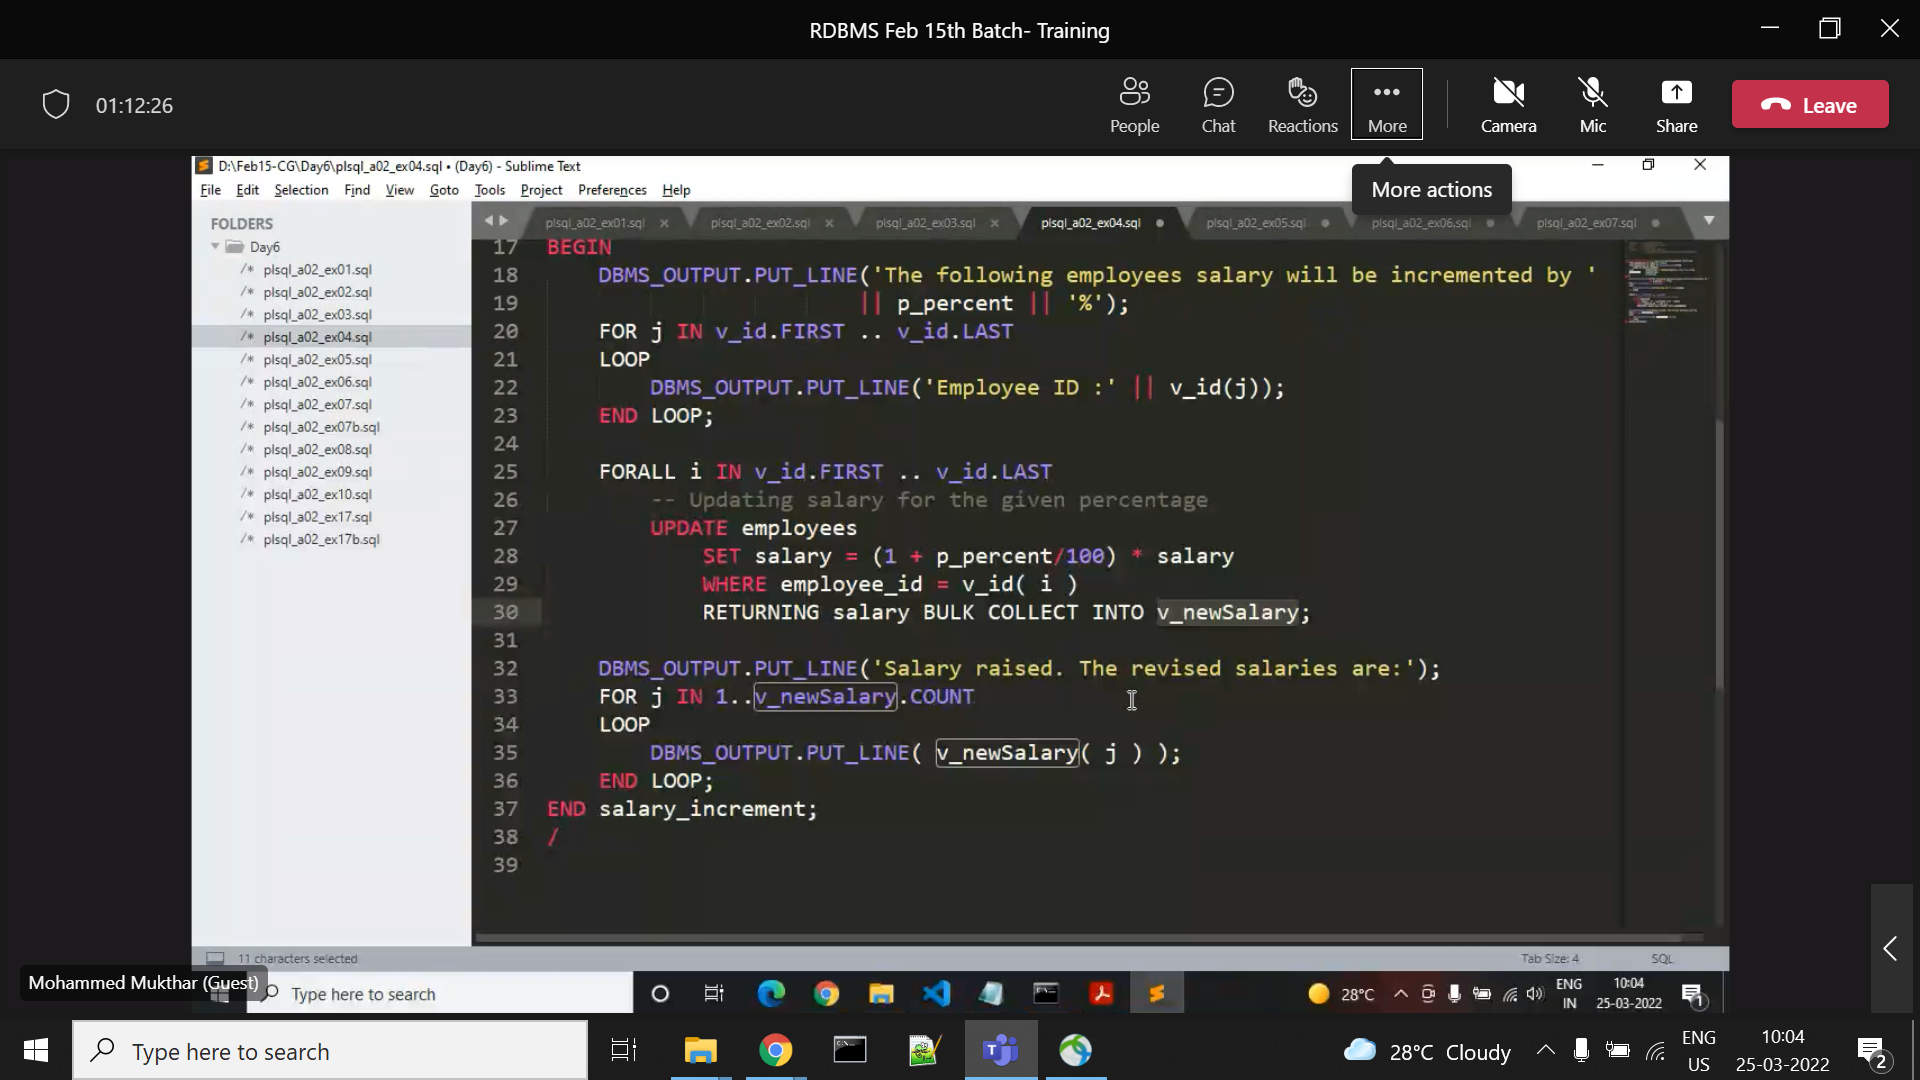 RDBMS Feb 15th Batch- Training
01:12:26
People
Chat
Reactions
More
Camera
Mic
Share
Leave
More actions
D:\Feb15-CG\Day6\plsql_a02_ex04.sql • (Day6) - Sublime Text
File Edit Selection Find View Goto Tools Project Preferences Help
FOLDERS
Day6
/* plsql_a02_ex01.sql
/* plsql_a02_ex02.sql
/* plsql_a02_ex03.sql
/* plsql_a02_ex04.sql
/* plsql_a02_ex05.sql
/* plsql_a02_ex06.sql
/* plsql_a02_ex07.sql
/* plsql_a02_ex07b.sql
/* plsql_a02_ex08.sql
/* plsql_a02_ex09.sql
/* plsql_a02_ex10.sql
/* plsql_a02_ex17.sql
/* plsql_a02_ex17b.sql
plsql_a02_ex01.sql × plsql_a02_ex02.sql × plsql_a02_ex03.sql × plsql_a02_ex04.sql plsql_a02_ex05.sql plsql_a02_ex06.sql plsql_a02_ex07.sql
17 BEGIN
18 DBMS_OUTPUT.PUT_LINE('The following employees salary will be incremented by '
19 || p_percent || '%');
20 FOR j IN v_id.FIRST .. v_id.LAST
21 LOOP
22 DBMS_OUTPUT.PUT_LINE('Employee ID :' || v_id(j));
23 END LOOP;
24
25 FORALL i IN v_id.FIRST .. v_id.LAST
26 -- Updating salary for the given percentage
27 UPDATE employees
28 SET salary = (1 + p_percent/100) * salary
29 WHERE employee_id = v_id( i )
30 RETURNING salary BULK COLLECT INTO v_newSalary;
31
32 DBMS_OUTPUT.PUT_LINE('Salary raised. The revised salaries are:');
33 FOR j IN 1..v_newSalary.COUNT
34 LOOP
35 DBMS_OUTPUT.PUT_LINE( v_newSalary( j ) );
36 END LOOP;
37 END salary_increment;
38 /
39
11 characters selected
Tab Size: 4
SQL
Mohammed Mukthar (Guest)
Type here to search
28°C
ENG
IN
10:04
25-03-2022
1
Type here to search
28°C Cloudy
ENG
US
10:04
25-03-2022
2